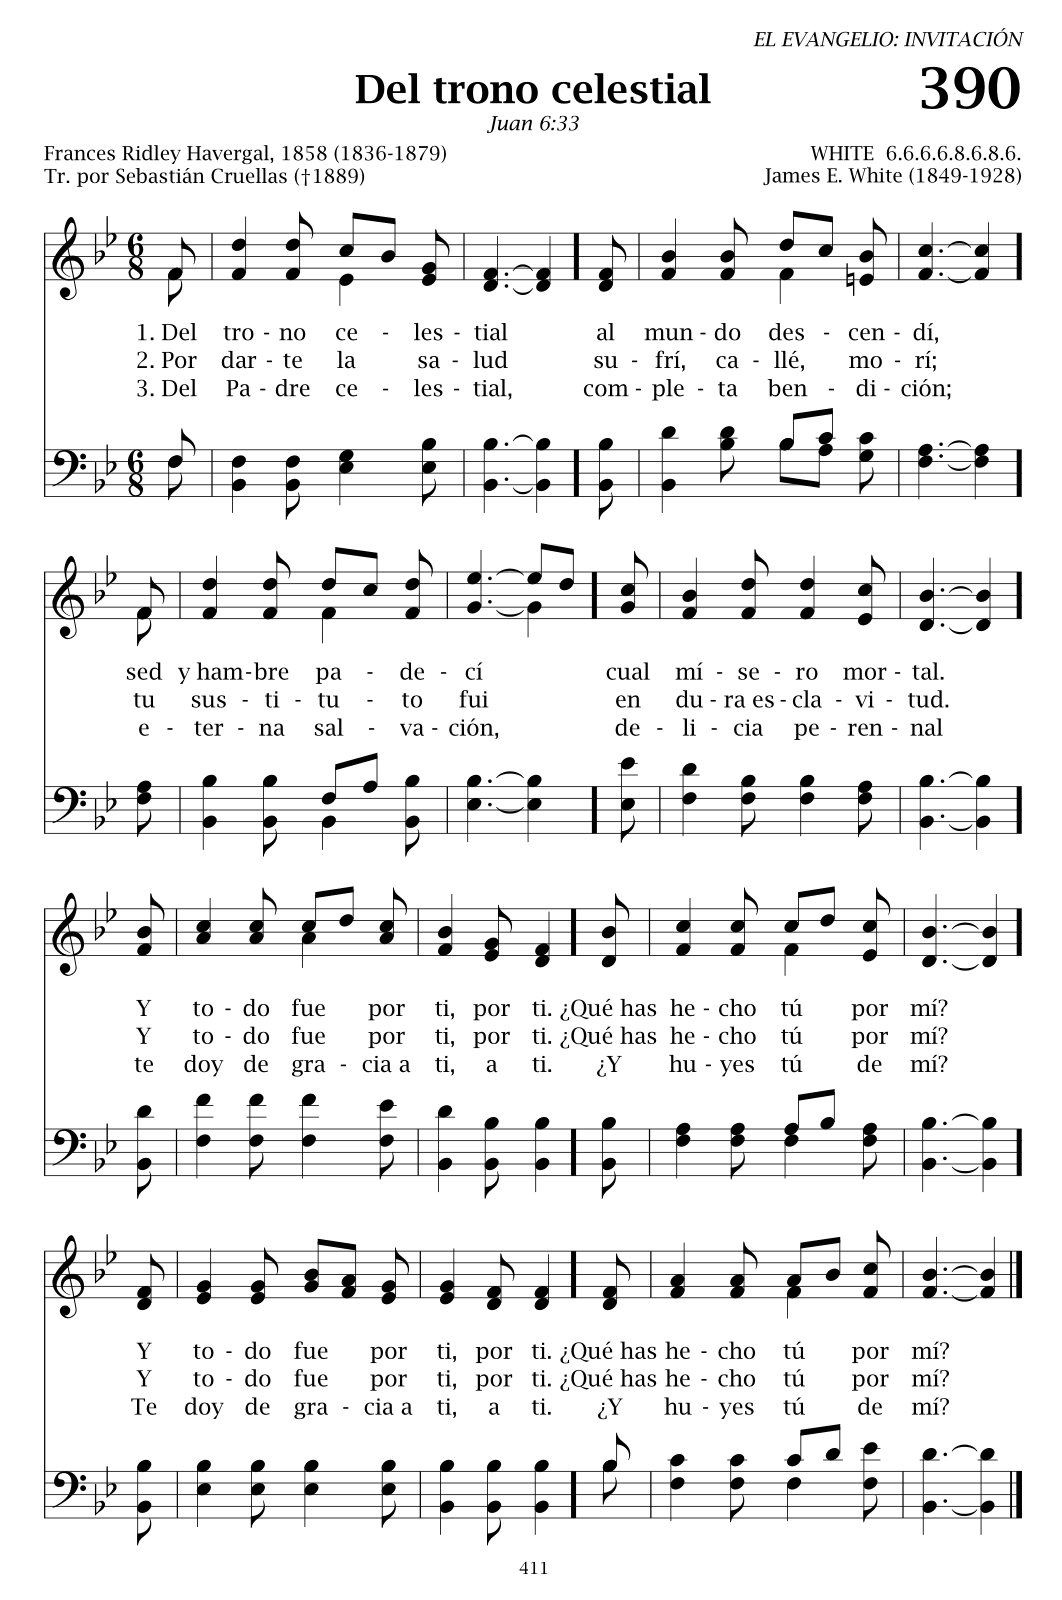 EL EVANGELIO: INVITACIÓN
Del trono celestial
390
Juan 6:33
Frances Ridley Havergal, 1858 (1836-1879)
WHITE 6.6.6.6.8.6.8.6.
Tr. por Sebastián Cruellas (†1889)
James E. White (1849-1928)
6 8
1. Del tro - no ce - les - tial al mun - do des - cen - dí,
2. Por dar - te la sa - lud su - frí, ca - llé, mo - rí;
3. Del Pa - dre ce - les - tial, com - ple - ta ben - di - ción;
6 8
sed y ham - bre pa - de - cí cual mí - se - ro mor - tal.
tu sus - ti - tu - to fui en du - ra es - cla - vi - tud.
e - ter - na sal - va - ción, de - li - cia pe - ren - nal
Y to - do fue por ti, por ti. ¿Qué has he - cho tú por mí?
Y to - do fue por ti, por ti. ¿Qué has he - cho tú por mí?
te doy de gra - cia a ti, a ti. ¿Y hu - yes tú de mí?
Y to - do fue por ti, por ti. ¿Qué has he - cho tú por mí?
Y to - do fue por ti, por ti. ¿Qué has he - cho tú por mí?
Te doy de gra - cia a ti, a ti. ¿Y hu - yes tú de mí?
411